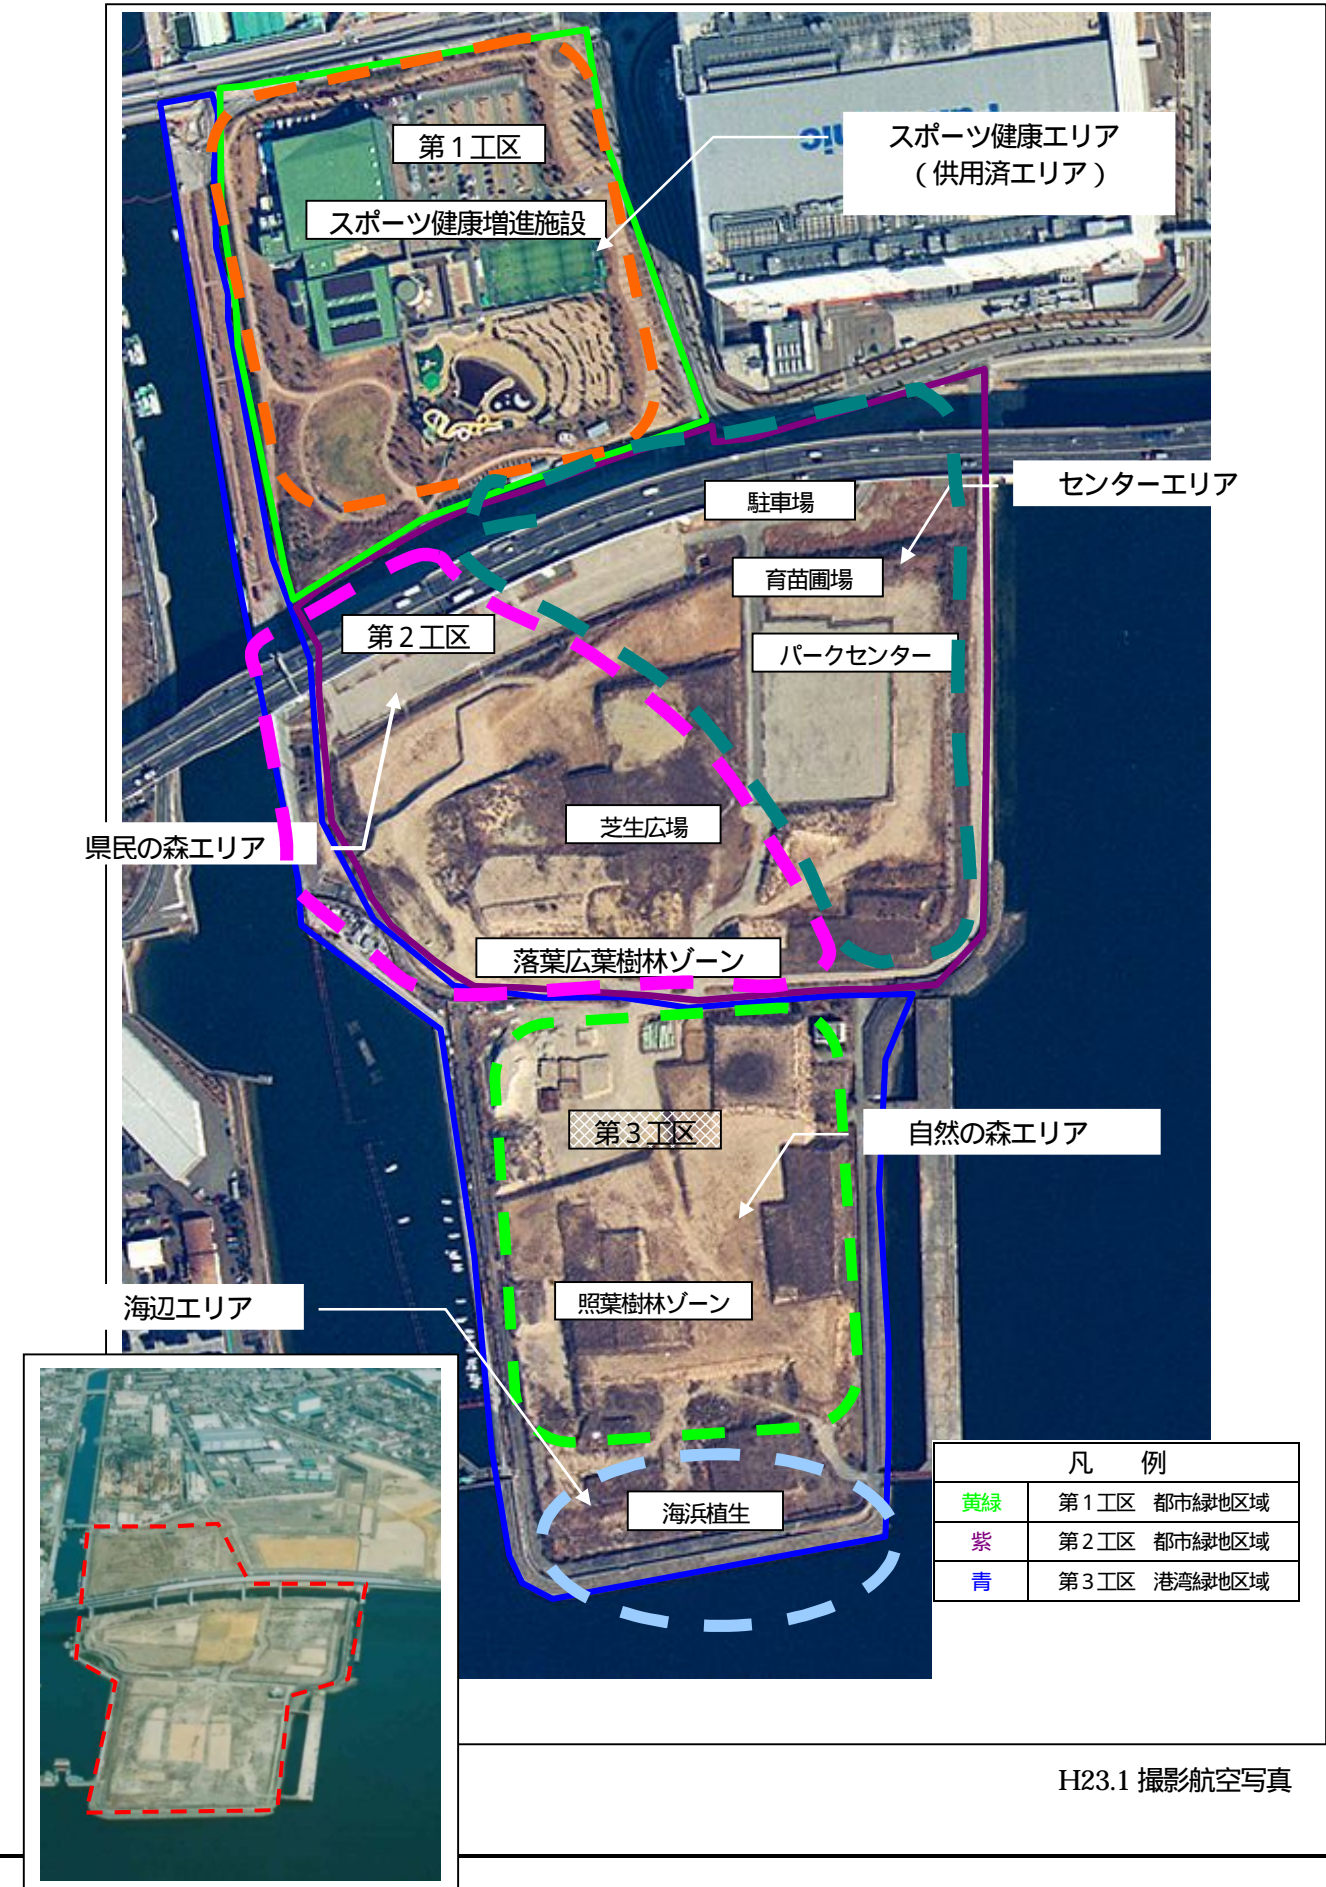 第1工区
スポーツ健康エリア
(供用済エリア)
スポーツ健康増進施設
駐車場
センターエリア
育苗圃場
第2工区
パークセンター
芝生広場
県民の森エリア
落葉広葉樹林ゾーン
第3工区
自然の森エリア
照葉樹林ゾーン
海辺エリア
海浜植生
凡 例
黄緑 第1工区 都市緑地区域
紫 第2工区 都市緑地区域
青 第3工区 港湾緑地区域
H23.1 撮影航空写真